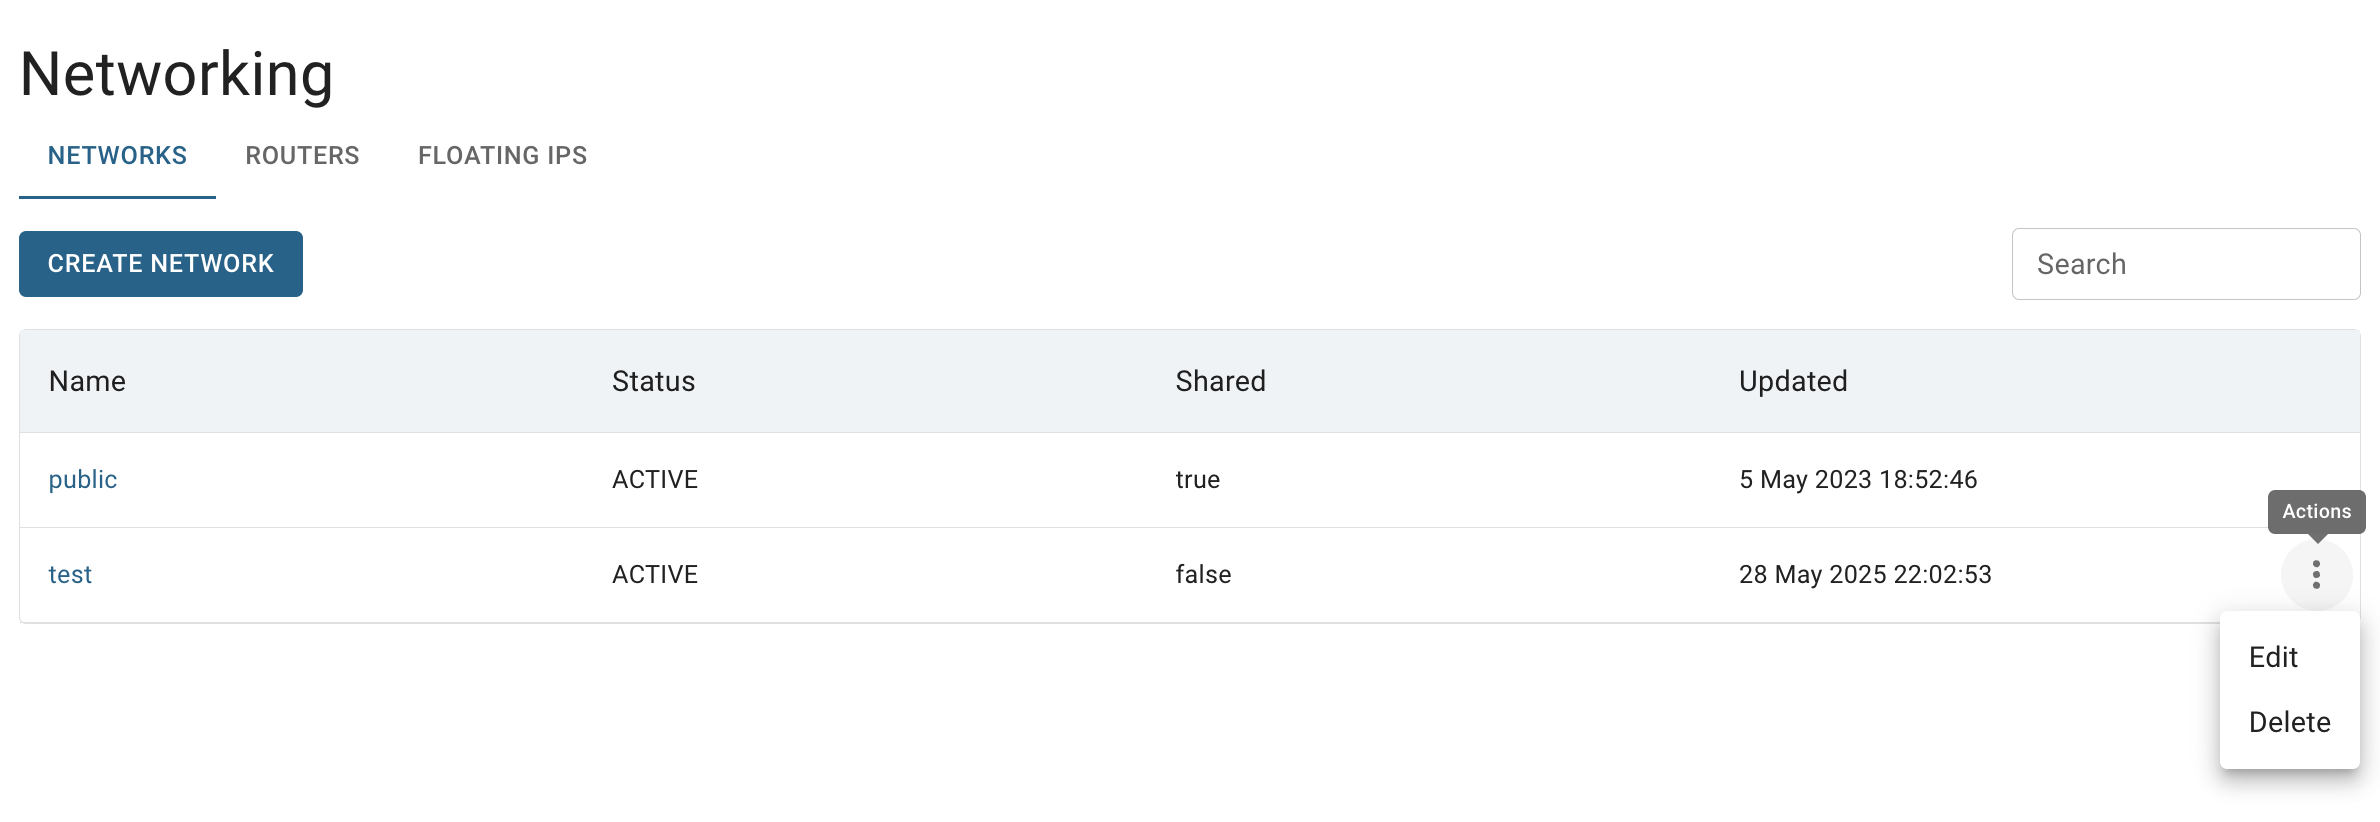 Networking
NETWORKS ROUTERS FLOATING IPS
CREATE NETWORK Search
Name Status Shared Updated
public ACTIVE true 5 May 2023 18:52:46
Actions
test ACTIVE false 28 May 2025 22:02:53
Edit
Delete